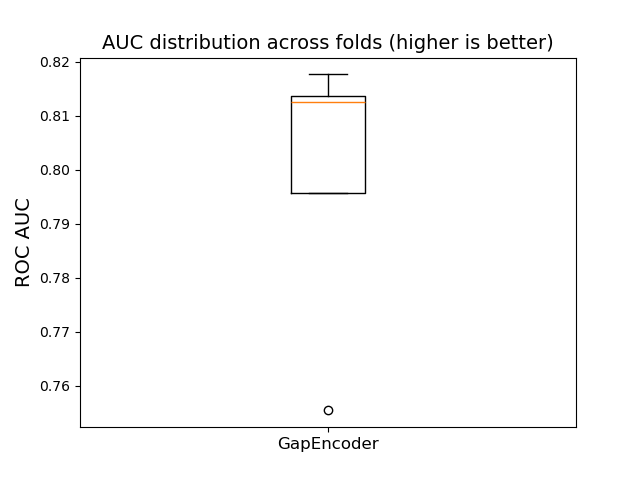 AUC distribution across folds (higher is better)
0.82
0.81
0.80
0.79
0.78
0.77
0.76
ROC AUC
GapEncoder